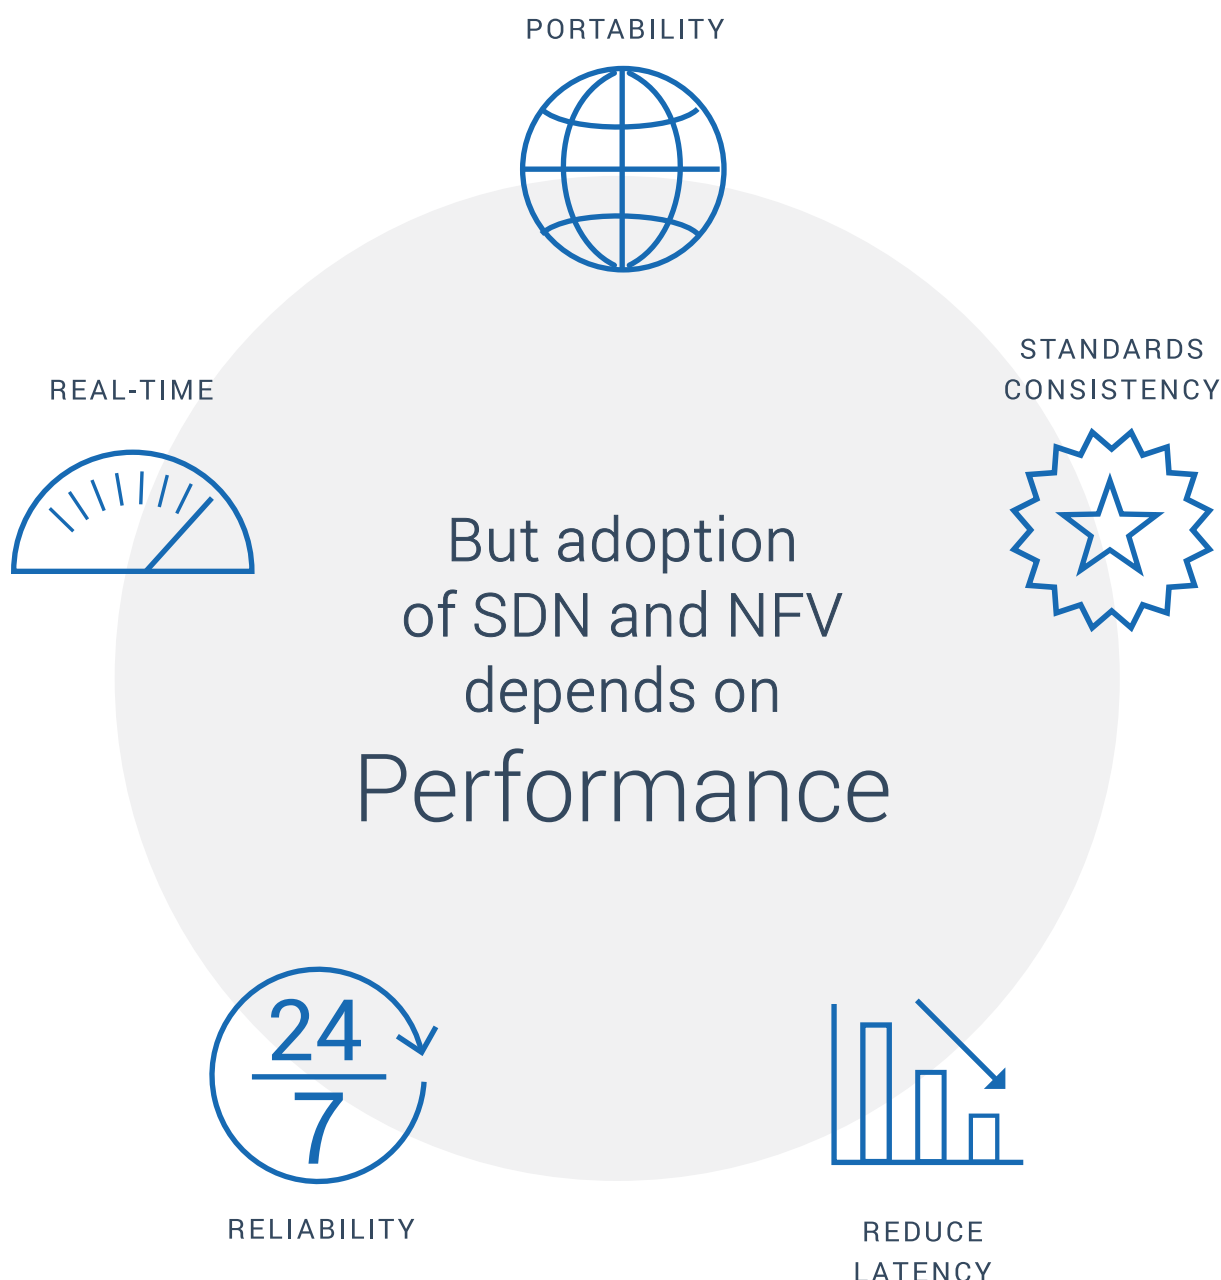 PORTABILITY
STANDARDS
CONSISTENCY
REAL-TIME
But adoption
of SDN and NFV
depends on
Performance
24
7
RELIABILITY
REDUCE
LATENCY